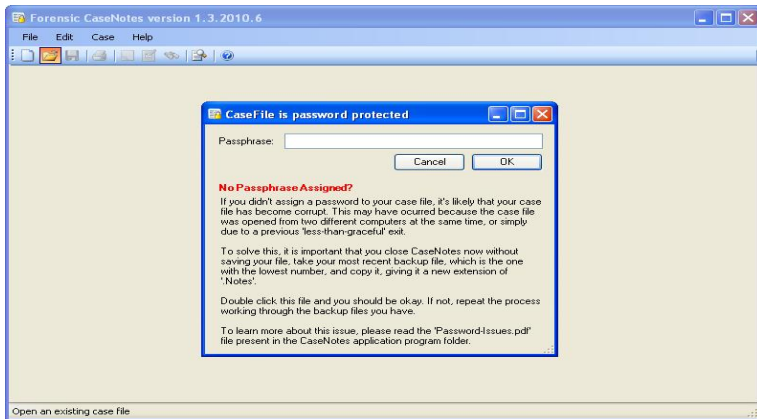 Forensic CaseNotes version 1.3.2010.6
File Edit Case Help
CaseFile is password protected
Passphrase:
Cancel OK
No Passphrase Assigned?
If you didn't assign a password to your case file, it's likely that your case
file has become corrupt. This may have ocurred because the case file
was opened from two different computers at the same time, or simply
due to a previous 'less-than-graceful' exit.
To solve this, it is important that you close CaseNotes now without
saving your file, take your most recent backup file, which is the one
with the lowest number, and copy it, giving it a new extension of
'.Notes'.
Double click this file and you should be okay. If not, repeat the process
working through the backup files you have.
To learn more about this issue, please read the 'Password-Issues.pdf'
file present in the CaseNotes application program folder.
Open an existing case file